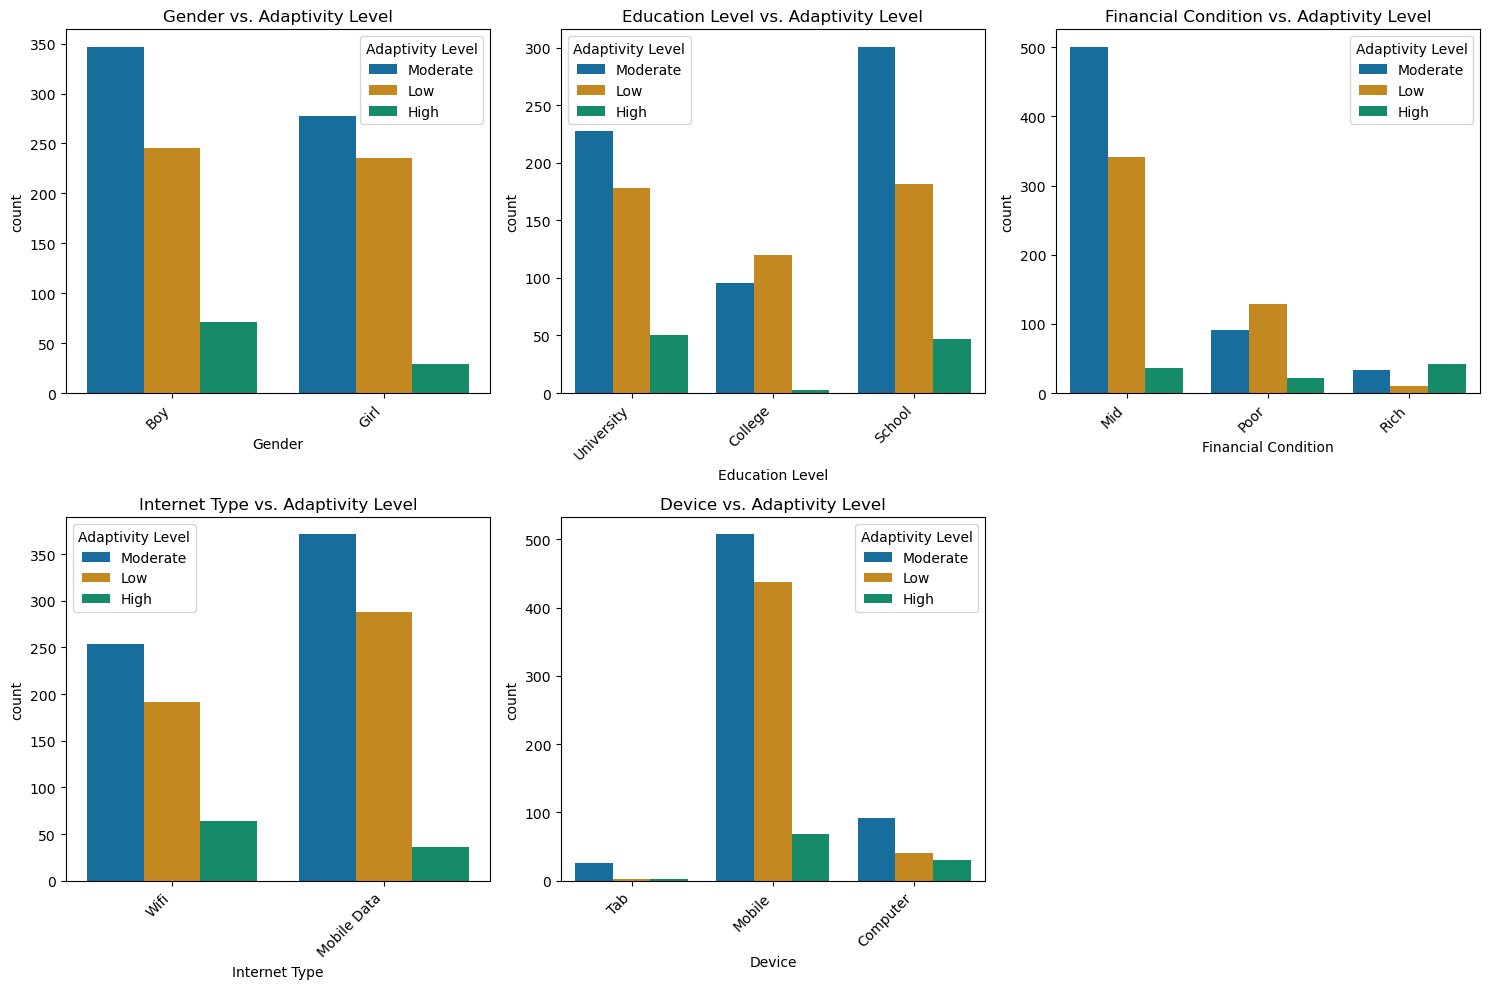 Gender vs. Adaptivity Level
350
300
250
200
150
100
50
0
count
Adaptivity Level
Moderate
Low
High
Boy
Girl
Gender
Education Level vs. Adaptivity Level
300
250
200
150
100
50
0
count
Adaptivity Level
Moderate
Low
High
University
College
School
Education Level
Financial Condition vs. Adaptivity Level
500
400
300
200
100
0
count
Adaptivity Level
Moderate
Low
High
Mid
Poor
Rich
Financial Condition
Internet Type vs. Adaptivity Level
350
300
250
200
150
100
50
0
count
Adaptivity Level
Moderate
Low
High
Wifi
Mobile Data
Internet Type
Device vs. Adaptivity Level
500
400
300
200
100
0
count
Adaptivity Level
Moderate
Low
High
Tab
Mobile
Computer
Device